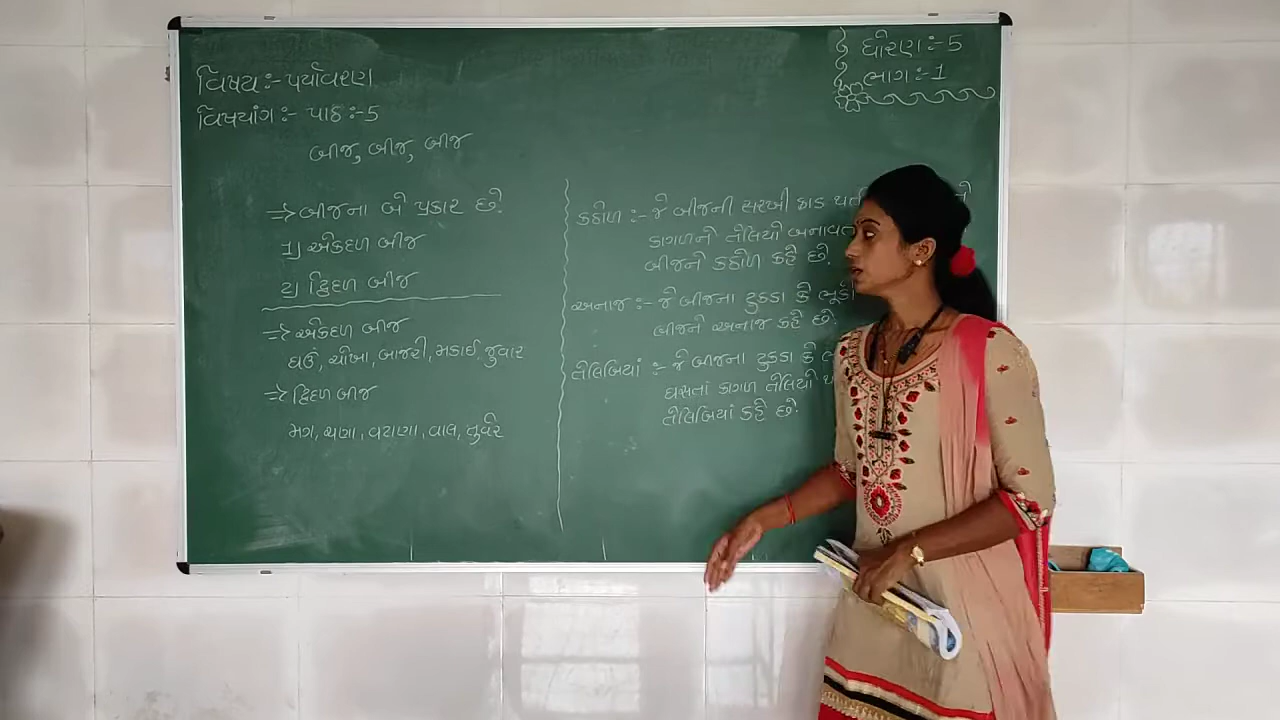 વિષય:- પર્યાવરણ
વિષયાંગ:- પાઠ:-5
બીજ, બીજ, બીજ
ધોરણ:-5
ભાગ:-1
=> બીજના બે પ્રકાર છે.
1) એકદળ બીજ
2) દ્વિદળ બીજ
=> એકદળ બીજ
ઘઉં, ચોખા, બાજરી, મકાઈ, જુવાર
=> દ્વિદળ બીજ
મગ, ચણા, વટાણા, વાલ, તુવેર
કઠોળ :- જે બીજની સરખી ફાડ
કાગળને તેલિયો
બીજને કઠોળ કહે છે.
અનાજ :- જે બીજના ટુકડા કે ભૂકો
બીજને અનાજ કહે છે.
તેલિબિયાં :- જે બીજના ટુકડા કે
ઘસતાં કાગળ તેલિયો
તેલિબિયાં કહે છે.